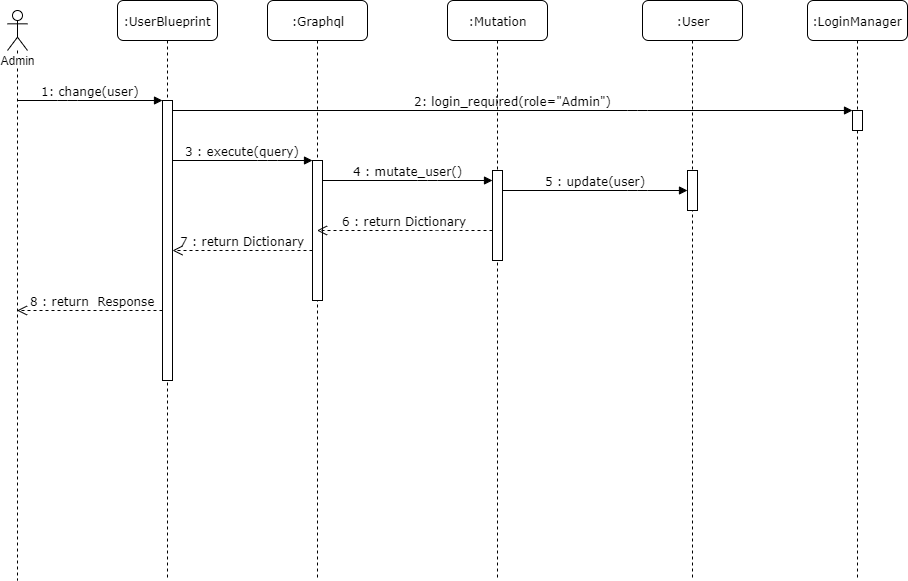 :UserBlueprint
:Graphql
:Mutation
:User
:LoginManager
Admin
1: change(user)
2: login_required(role="Admin")
3 : execute(query)
4 : mutate_user()
5 : update(user)
6 : return Dictionary
7 : return Dictionary
8 : return  Response